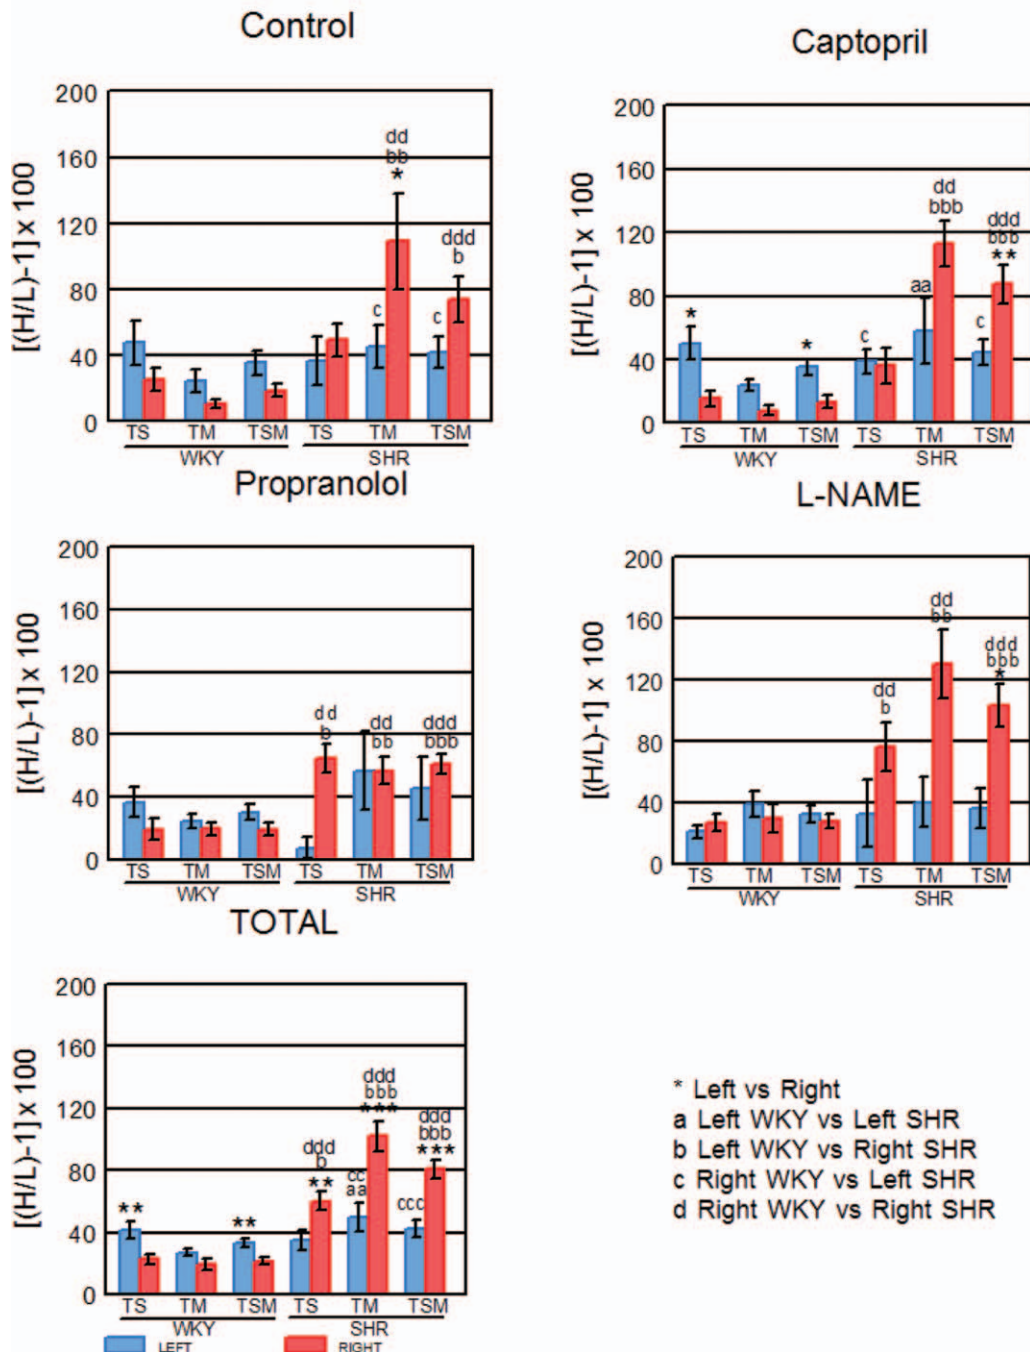 Control
[(H/L)-1] x 100
200
160
120
80
40
0
dd
bb
*
ddd
b
c
c
TS TM TSM TS TM TSM
WKY SHR
Captopril
[(H/L)-1] x 100
200
160
120
80
40
0
dd
bbb
ddd
bbb
**
aa
*
*
c
c
TS TM TSM TS TM TSM
WKY SHR
Propranolol
[(H/L)-1] x 100
200
160
120
80
40
0
dd
b
dd
bb
ddd
bbb
TS TM TSM TS TM TSM
WKY SHR
L-NAME
[(H/L)-1] x 100
200
160
120
80
40
0
dd
b
dd
bb
ddd
bbb
*
TS TM TSM TS TM TSM
WKY SHR
TOTAL
[(H/L)-1] x 100
200
160
120
80
40
0
**
**
ddd
b
**
ddd
bbb
***
cc
aa
ddd
bbb
***
ccc
TS TM TSM TS TM TSM
WKY SHR
LEFT RIGHT
* Left vs Right
a Left WKY vs Left SHR
b Left WKY vs Right SHR
c Right WKY vs Left SHR
d Right WKY vs Right SHR